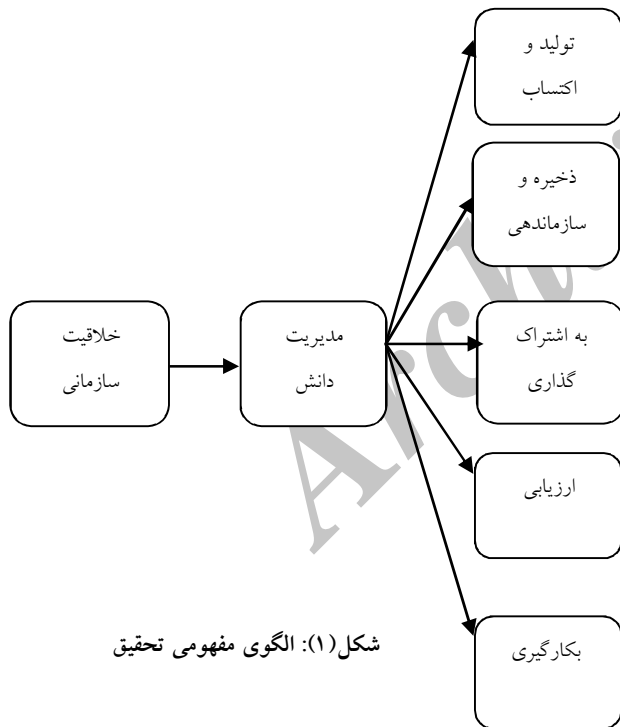 تولید و
اکتساب
ذخیره و
سازماندهی
خلاقیت
سازمانی
مدیریت
دانش
به اشتراک
گذاری
ارزیابی
بکارگیری
شکل(۱): الگوی مفهومی تحقیق